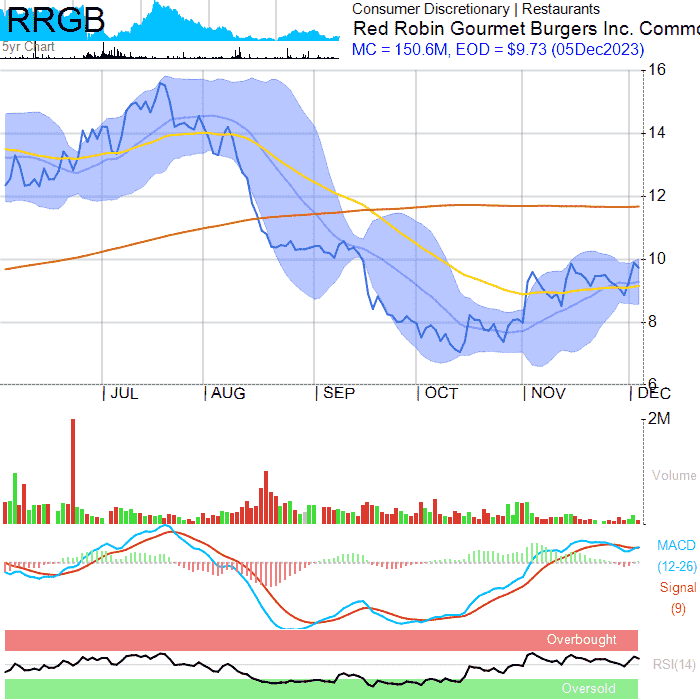 RRGB
5yr Chart
Consumer Discretionary | Restaurants
Red Robin Gourmet Burgers Inc. Commo
MC = 150.6M, EOD = $9.73 (05Dec2023)
16
14
12
10
8
6
JUL AUG SEP OCT NOV DEC
2M
Volume
MACD
(12-26)
Signal
(9)
Overbought
RSI(14)
Oversold